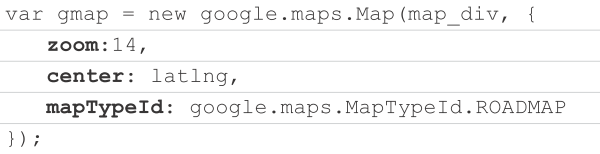 var gmap = new google.maps.Map(map_div, {
zoom:14,
center: latlng,
mapTypeId: google.maps.MapTypeId.ROADMAP
});